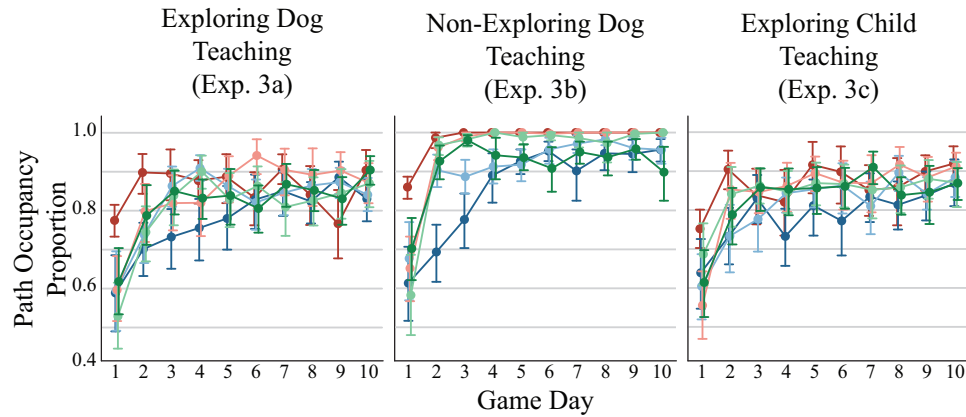 Exploring Dog
Teaching
(Exp. 3a)
Non-Exploring Dog
Teaching
(Exp. 3b)
Exploring Child
Teaching
(Exp. 3c)
Path Occupancy
Proportion
1.0
0.8
0.6
0.4
1 2 3 4 5 6 7 8 9 10
1 2 3 4 5 6 7 8 9 10
1 2 3 4 5 6 7 8 9 10
Game Day